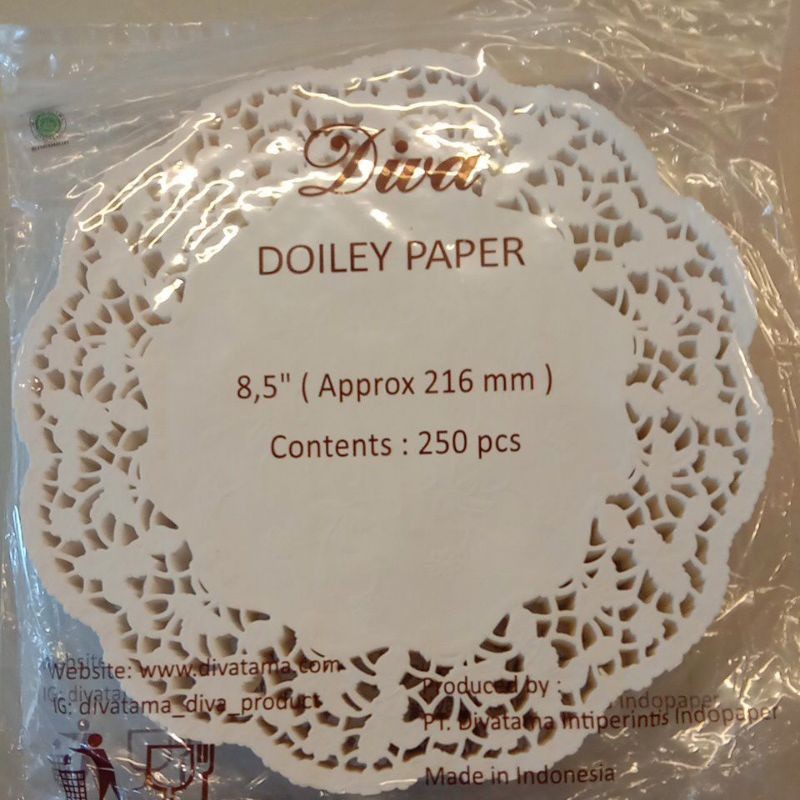 Diva
DOILEY PAPER
8,5" ( Approx 216 mm )
Contents : 250 pcs
Website: www.divatama.com
IG: divatama_diva_product
Produced by :
PT. Divatama Intiperintis Indopaper
Made in Indonesia